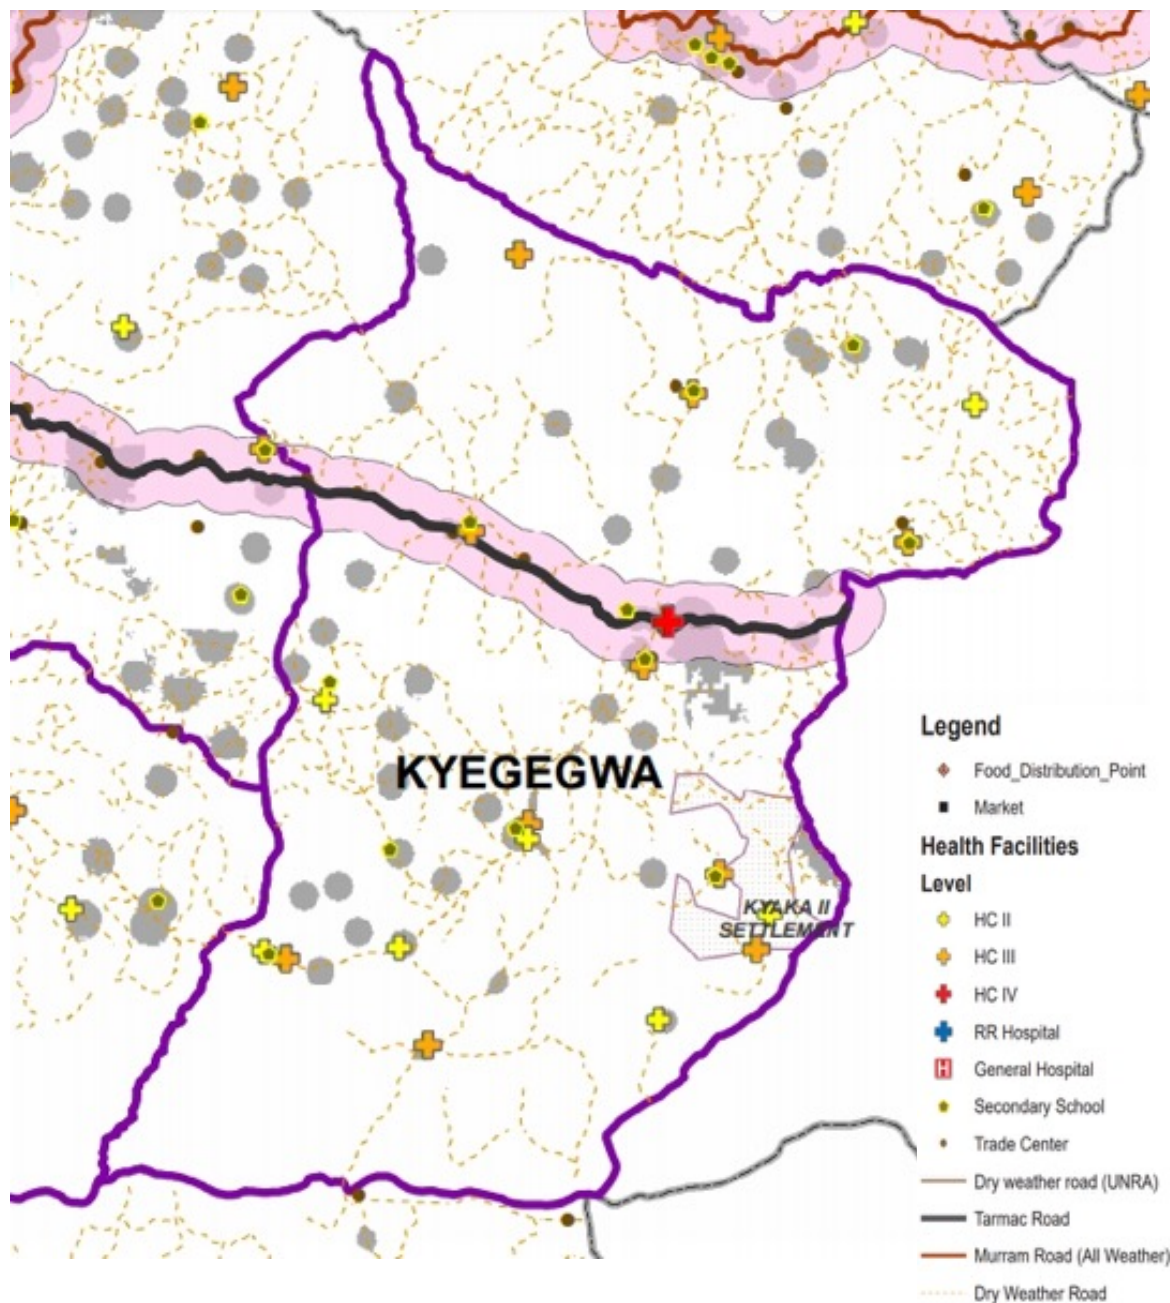 KYEGEGWA
KYAKA II
SETTLEMENT
Legend
Food_Distribution_Point
Market
Health Facilities
Level
HC II
HC III
HC IV
RR Hospital
H General Hospital
Secondary School
Trade Center
Dry weather road (UNRA)
Tarmac Road
Murram Road (All Weather)
Dry Weather Road